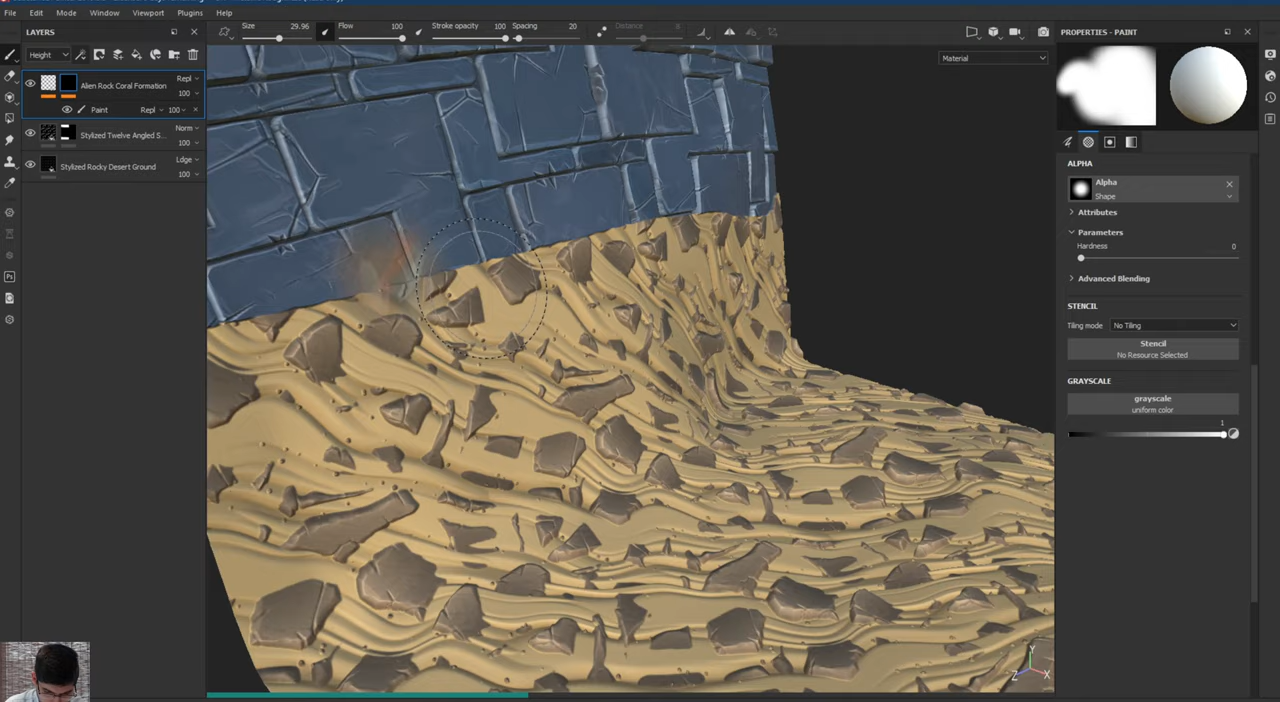 File Edit Mode Window Viewport Plugins Help
Size 29.96 Flow 100 Stroke opacity 100 Spacing 20 Distance 8
LAYERS
Height
Alien Rock Coral Formation Repl 100
Paint Repl 100
Stylized Twelve Angled S... Norm 100
Stylized Rocky Desert Ground Ldge 100
Material
Y
Z X
Ps
PROPERTIES - PAINT
ALPHA
Alpha
Shape
Attributes
Parameters
Hardness 0
Advanced Blending
STENCIL
Tiling mode No Tiling
Stencil
No Resource Selected
GRAYSCALE
grayscale
uniform color
1